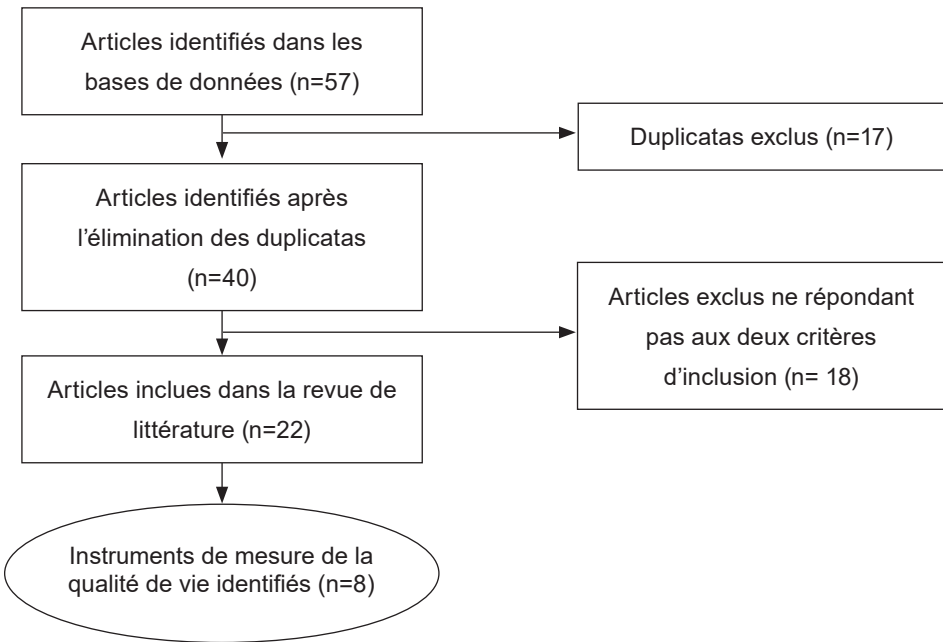 Articles identifiés dans les
bases de données (n=57)
Duplicatas exclus (n=17)
Articles identifiés après
l’élimination des duplicatas
(n=40)
Articles exclus ne répondant
pas aux deux critères
d’inclusion (n= 18)
Articles inclues dans la revue de
littérature (n=22)
Instruments de mesure de la
qualité de vie identifiés (n=8)